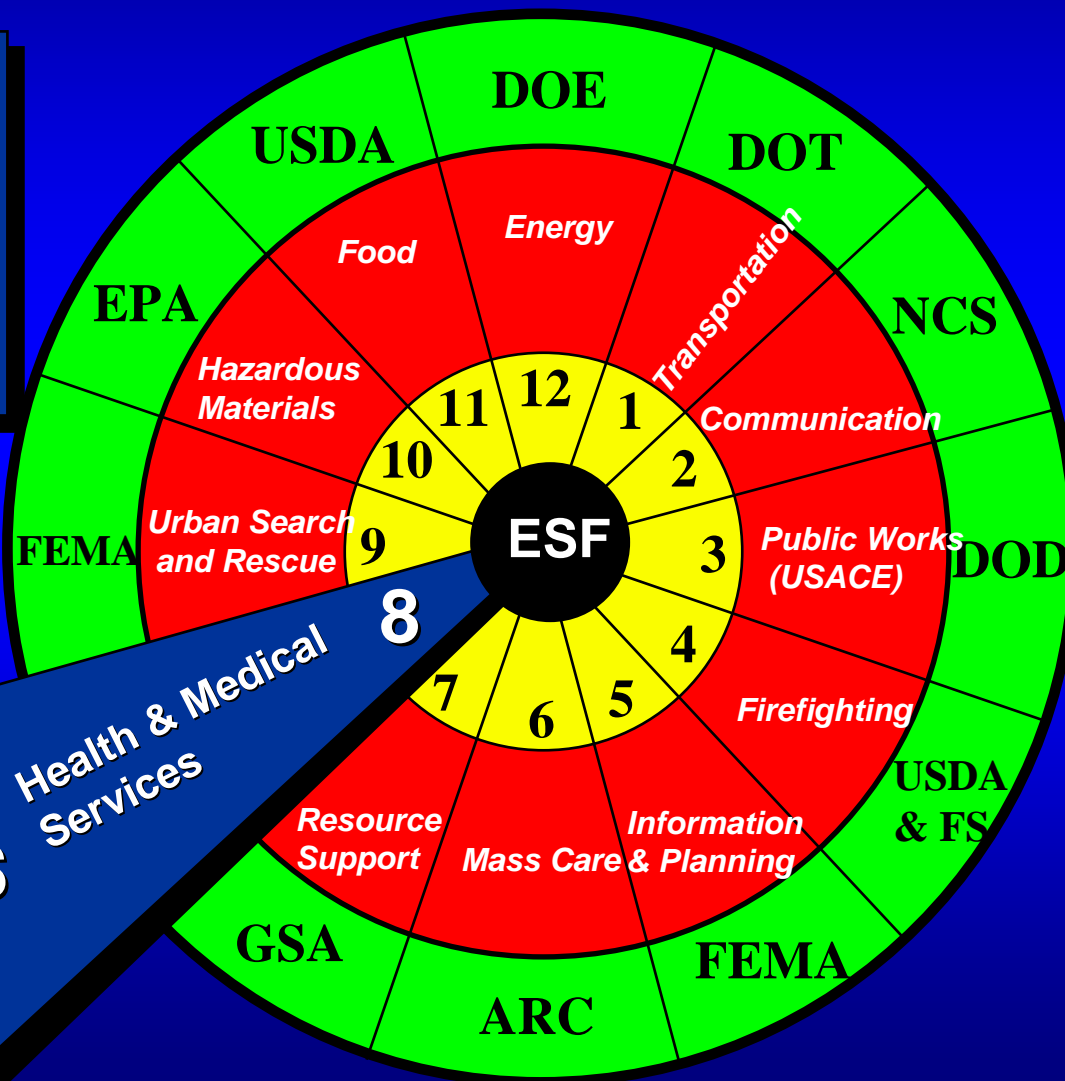 DOE
USDA
DOT
EPA
NCS
FEMA
DOD
USDA
& FS
FEMA
ARC
GSA
Energy
Food
Transportation
Hazardous
Materials
Communication
Urban Search
and Rescue
Public Works
(USACE)
Firefighting
Information
& Planning
Mass Care
Resource
Support
Health & Medical
Services
12
1
2
3
4
5
6
7
8
9
10
11
ESF